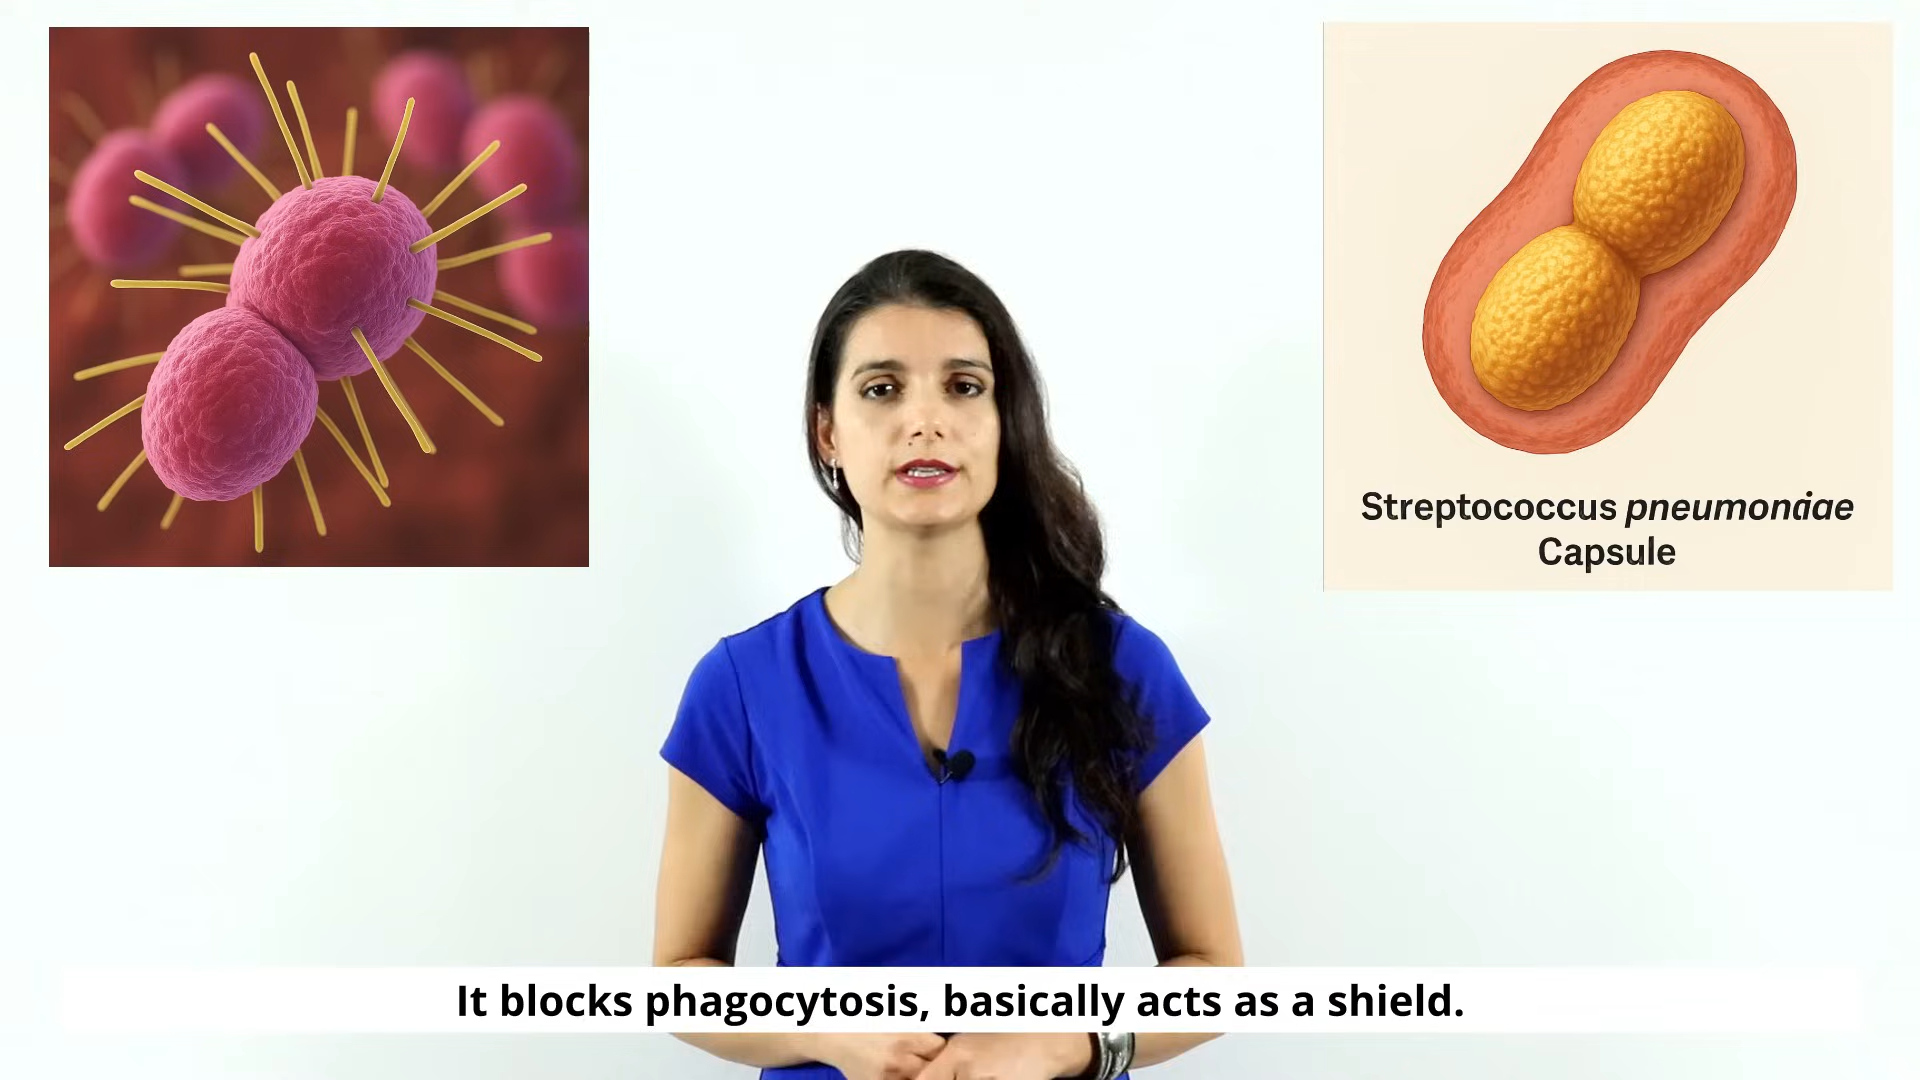 Streptococcus pneumoniae
Capsule
It blocks phagocytosis, basically acts as a shield.